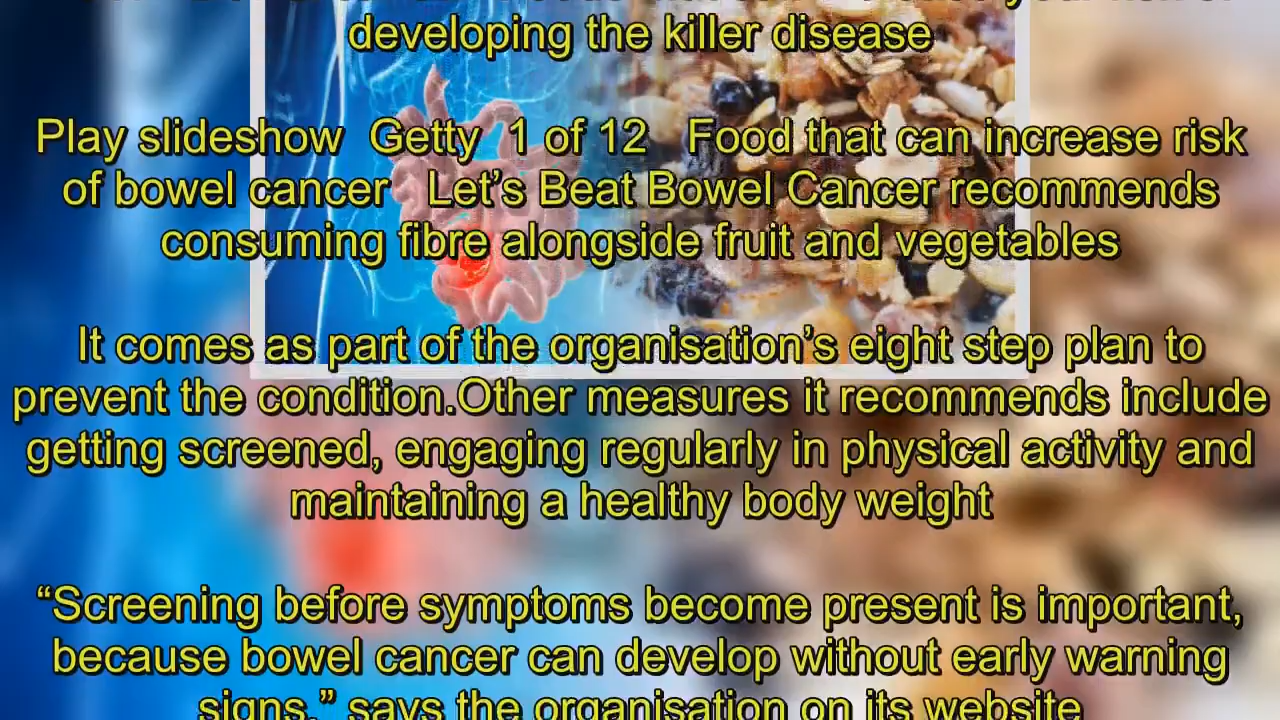 developing the killer disease
Play slideshow Getty 1 of 12 Food that can increase risk
of bowel cancer Let’s Beat Bowel Cancer recommends
consuming fibre alongside fruit and vegetables
It comes as part of the organisation’s eight step plan to
prevent the condition.Other measures it recommends include
getting screened, engaging regularly in physical activity and
maintaining a healthy body weight
“Screening before symptoms become present is important,
because bowel cancer can develop without early warning
signs,” says the organisation on its website